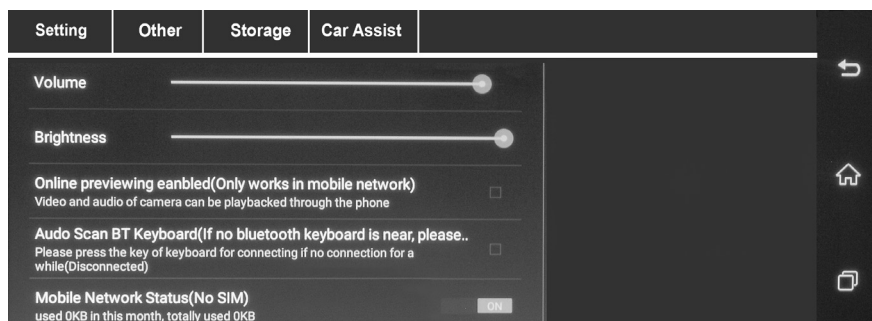 Setting Other Storage Car Assist
Volume
Brightness
Online previewing eanbled(Only works in mobile network)
Video and audio of camera can be playbacked through the phone
Audo Scan BT Keyboard(If no bluetooth keyboard is near, please..
Please press the key of keyboard for connecting if no connection for a
while(Disconnected)
Mobile Network Status(No SIM)
ON
used 0KB in this month, totally used 0KB